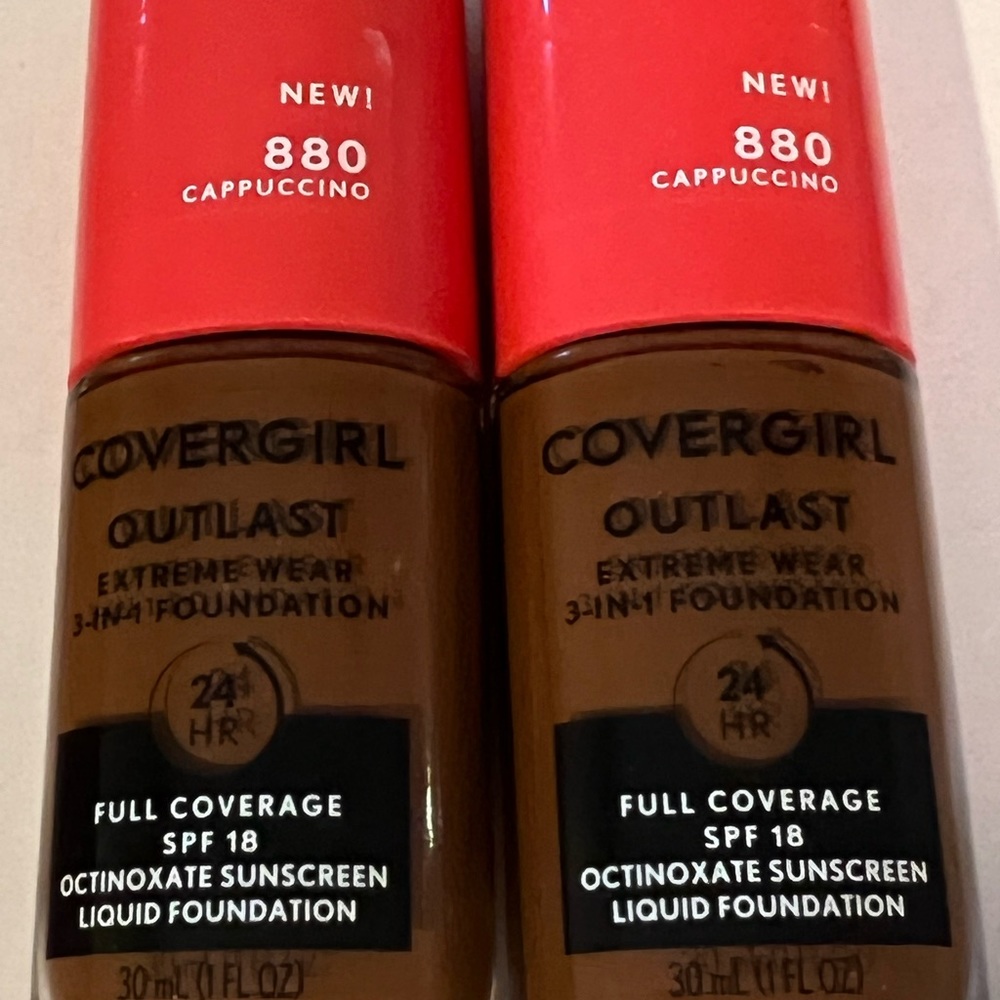 NEW!
880
CAPPUCCINO
COVERGIRL
OUTLAST
EXTREME WEAR
3-IN-1 FOUNDATION
24
HR
FULL COVERAGE
SPF 18
OCTINOXATE SUNSCREEN
LIQUID FOUNDATION
30 mL (1 FL OZ)
NEW!
880
CAPPUCCINO
COVERGIRL
OUTLAST
EXTREME WEAR
3-IN-1 FOUNDATION
24
HR
FULL COVERAGE
SPF 18
OCTINOXATE SUNSCREEN
LIQUID FOUNDATION
30 mL (1 FL OZ)